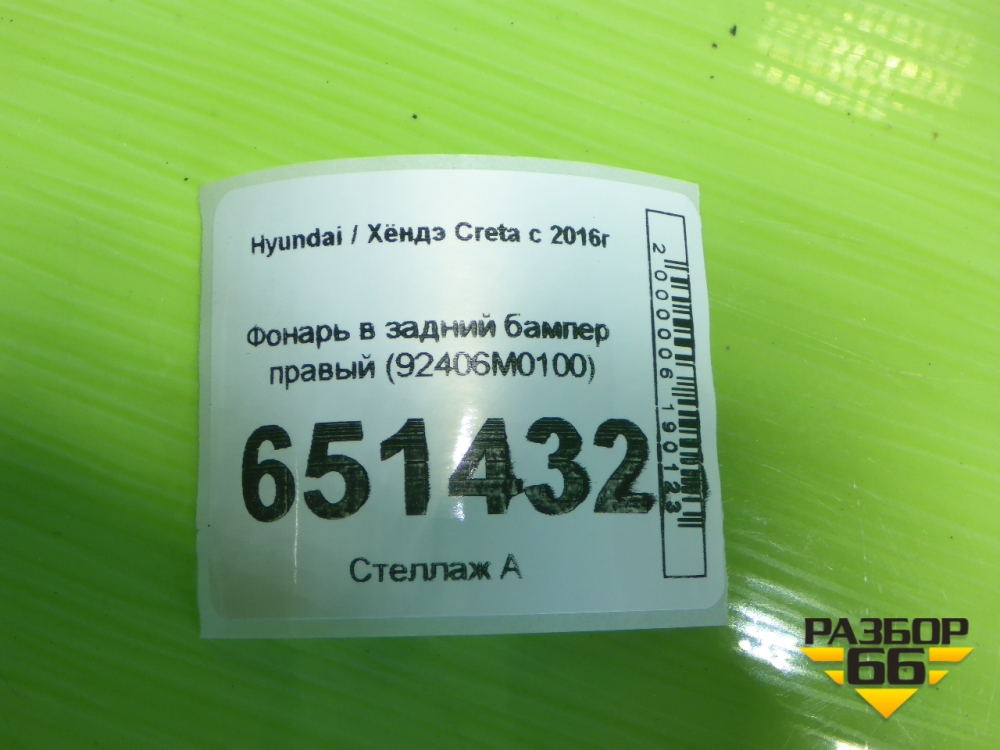 Hyundai / Хёндэ Creta с 2016г
Фонарь в задний бампер
правый (92406M0100)
651432
Стеллаж А
2000006190123
РАЗБОР
66